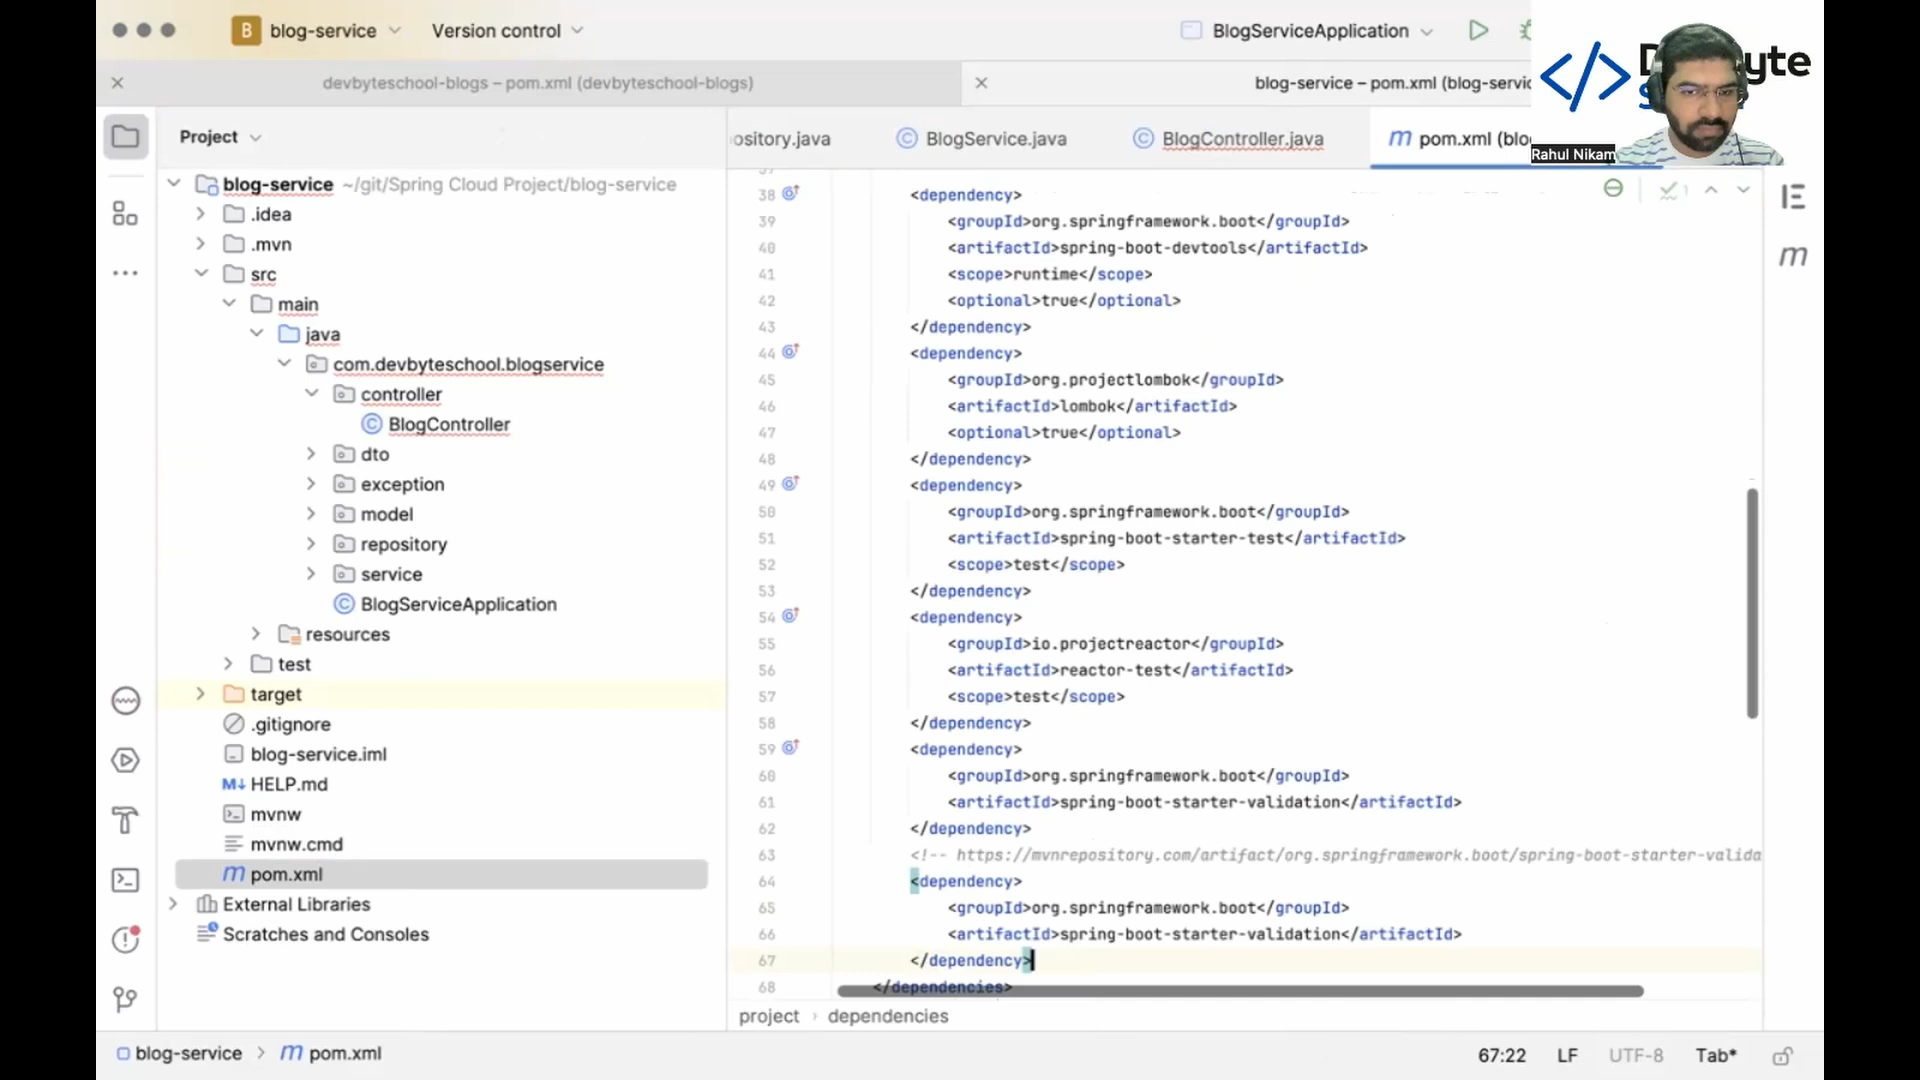 B blog-service Version control BlogServiceApplication
devbyteschool-blogs – pom.xml (devbyteschool-blogs) blog-service – pom.xml (blog-servic
yte
Rahul Nikam
Project
ository.java BlogService.java BlogController.java pom.xml (blo
blog-service ~/git/Spring Cloud Project/blog-service
.idea
.mvn
src
main
java
com.devbyteschool.blogservice
controller
BlogController
dto
exception
model
repository
service
BlogServiceApplication
resources
test
target
.gitignore
blog-service.iml
HELP.md
mvnw
mvnw.cmd
pom.xml
External Libraries
Scratches and Consoles
1
38 <dependency>
39 <groupId>org.springframework.boot</groupId>
40 <artifactId>spring-boot-devtools</artifactId>
41 <scope>runtime</scope>
42 <optional>true</optional>
43 </dependency>
44 <dependency>
45 <groupId>org.projectlombok</groupId>
46 <artifactId>lombok</artifactId>
47 <optional>true</optional>
48 </dependency>
49 <dependency>
50 <groupId>org.springframework.boot</groupId>
51 <artifactId>spring-boot-starter-test</artifactId>
52 <scope>test</scope>
53 </dependency>
54 <dependency>
55 <groupId>io.projectreactor</groupId>
56 <artifactId>reactor-test</artifactId>
57 <scope>test</scope>
58 </dependency>
59 <dependency>
60 <groupId>org.springframework.boot</groupId>
61 <artifactId>spring-boot-starter-validation</artifactId>
62 </dependency>
63 <!-- https://mvnrepository.com/artifact/org.springframework.boot/spring-boot-starter-valida
64 <dependency>
65 <groupId>org.springframework.boot</groupId>
66 <artifactId>spring-boot-starter-validation</artifactId>
67 </dependency>
68 </dependencies>
project › dependencies
blog-service > pom.xml 67:22 LF UTF-8 Tab*